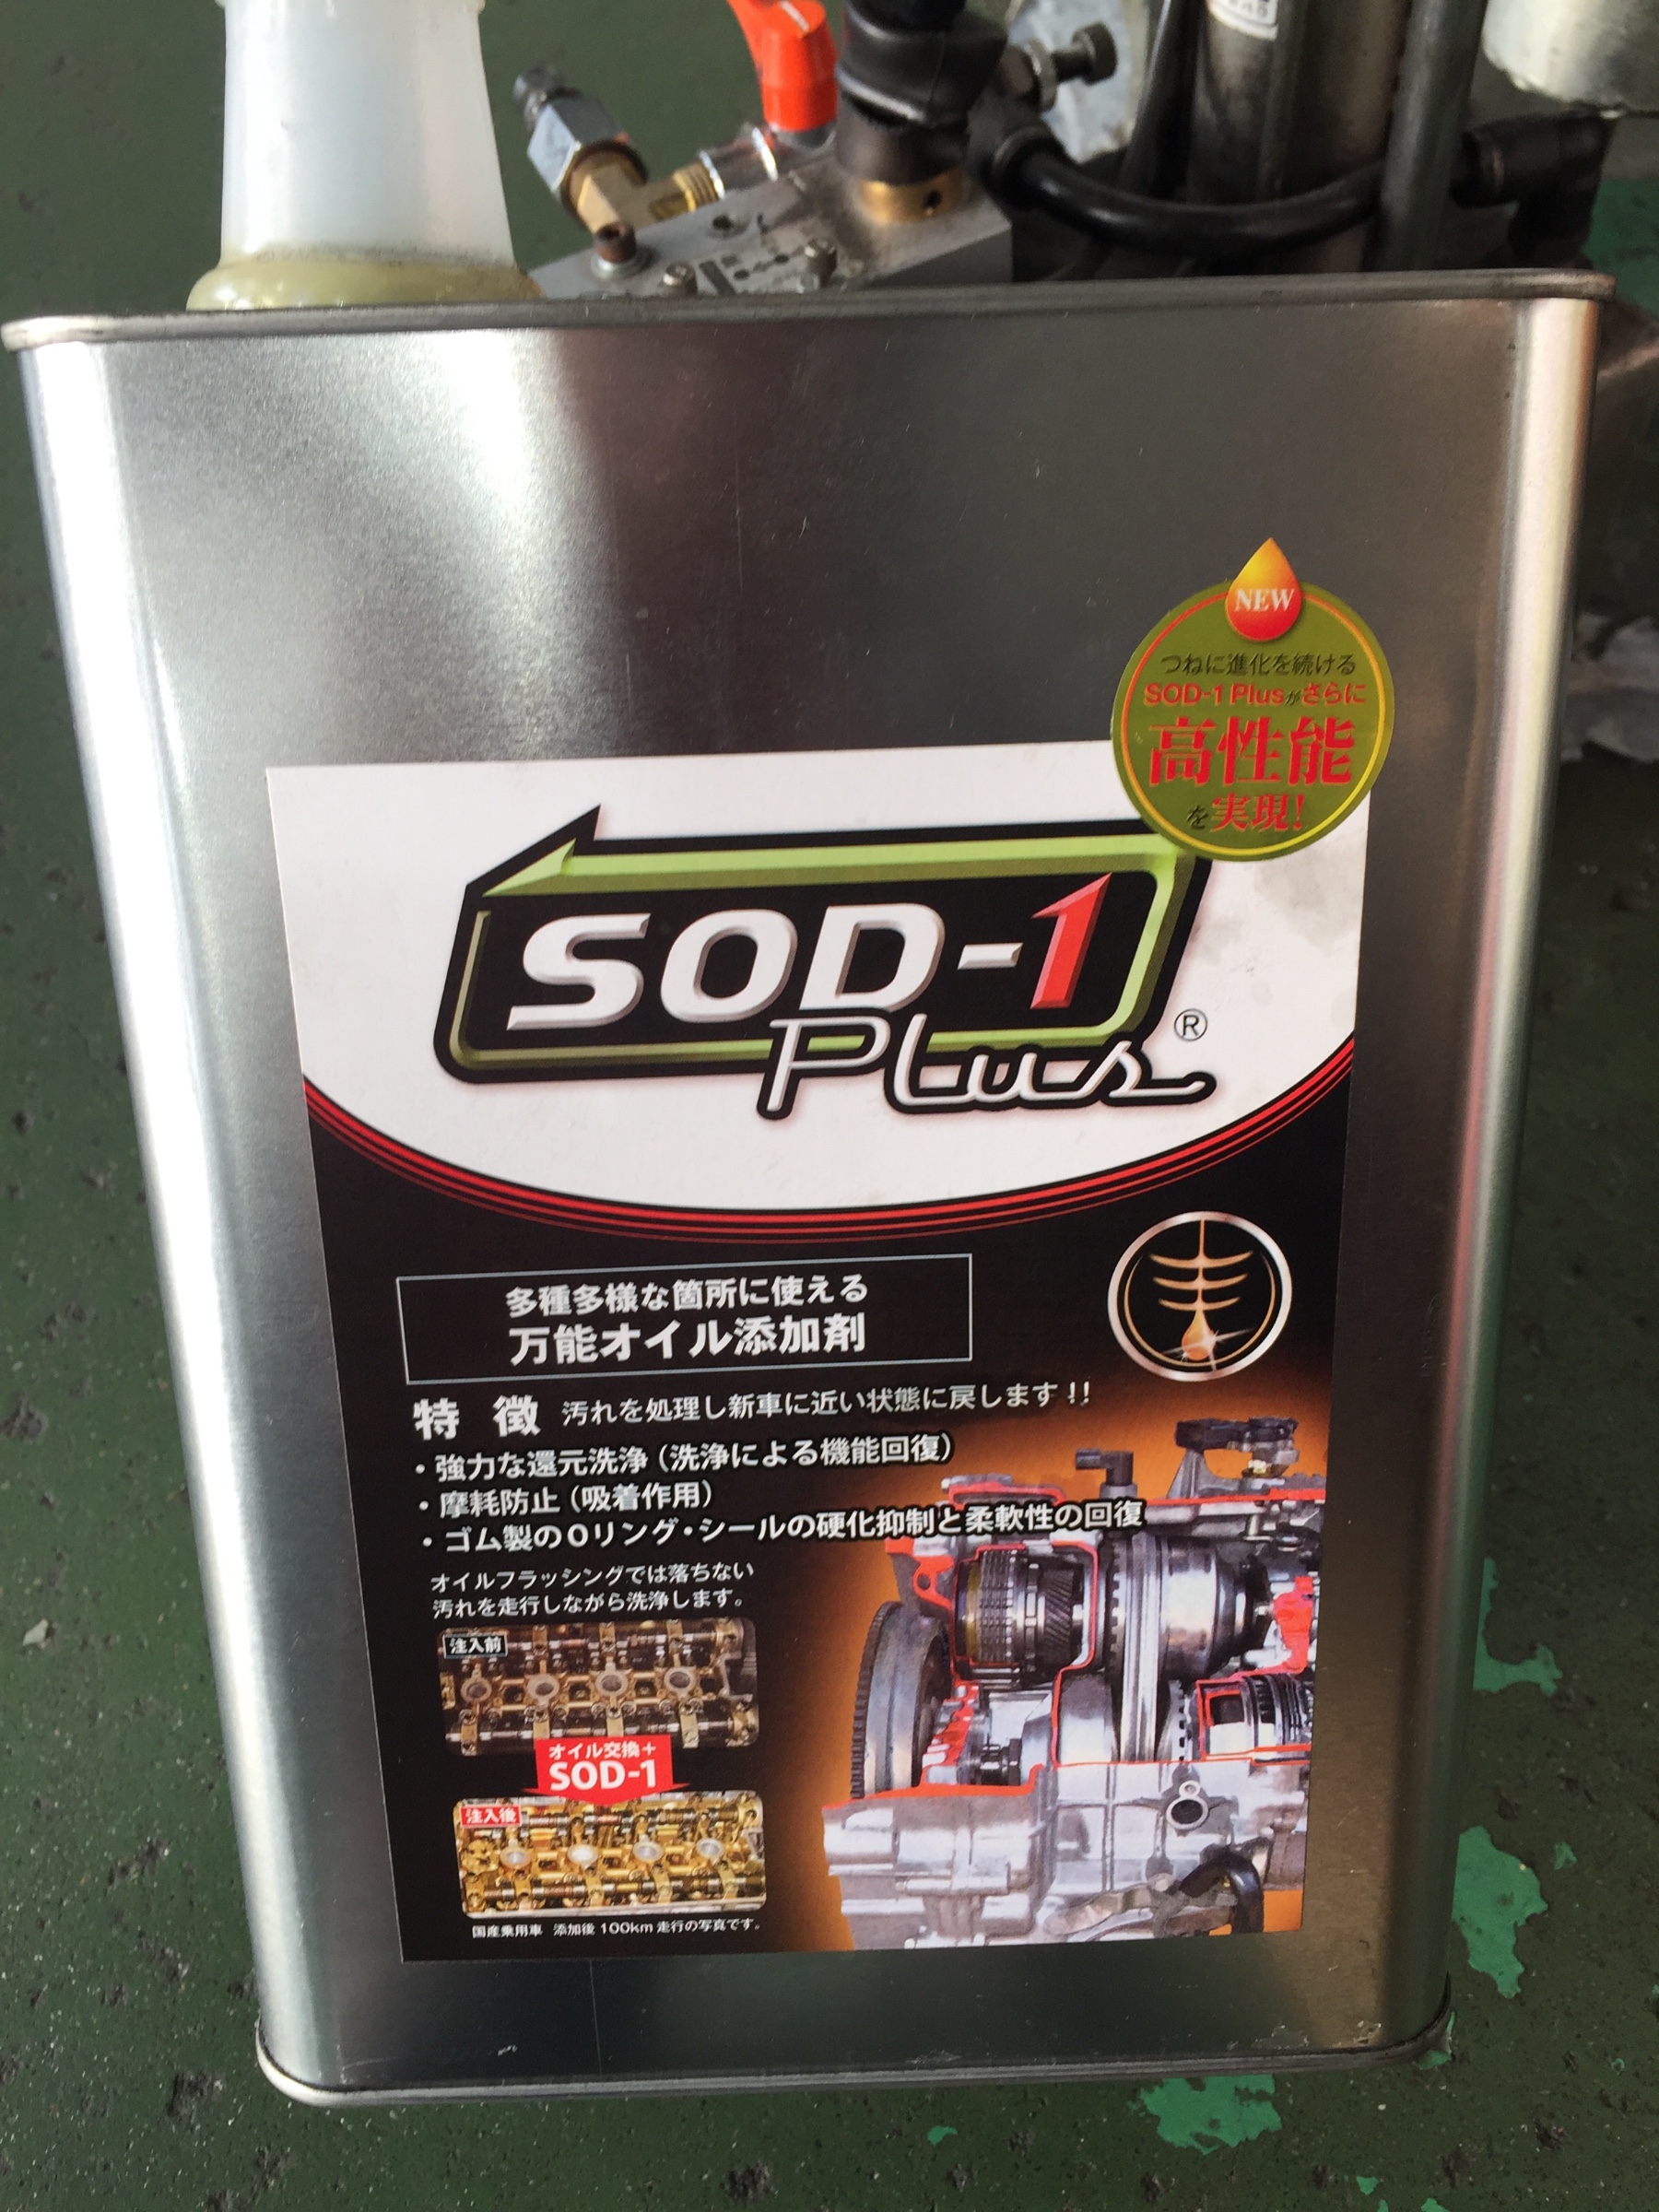 NEW
つねに進化を続ける
SOD-1 Plusがさらに
高性能
を実現!
SOD-1
Plus®
多種多様な箇所に使える
万能オイル添加剤
特 徴 汚れを処理し新車に近い状態に戻します!!
・強力な還元洗浄(洗浄による機能回復)
・摩耗防止(吸着作用)
・ゴム製のOリング・シールの硬化抑制と柔軟性の回復
オイルフラッシングでは落ちない
汚れを走行しながら洗浄します。
注入前
オイル交換+
SOD-1
注入後
国産乗用車 添加後100km走行の写真です。